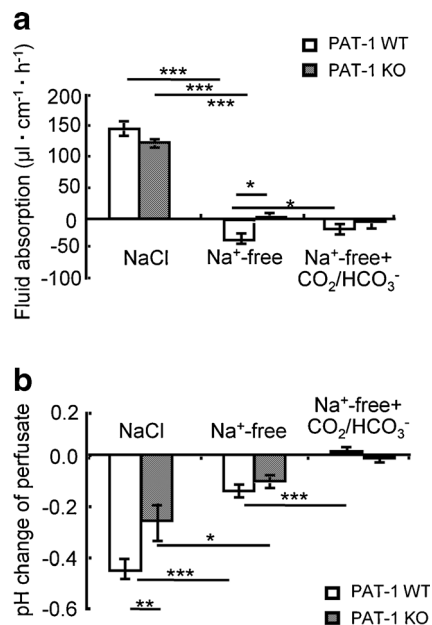 a
PAT-1 WT
PAT-1 KO
Fluid absorption (µl · cm⁻¹ · h⁻¹)
200
150
100
50
0
-50
-100
***
***
***
*
*
NaCl
Na⁺-free
Na⁺-free+
CO₂/HCO₃⁻
b
pH change of perfusate
0.2
0.0
-0.2
-0.4
-0.6
NaCl
Na⁺-free
Na⁺-free+
CO₂/HCO₃⁻
***
*
***
**
PAT-1 WT
PAT-1 KO